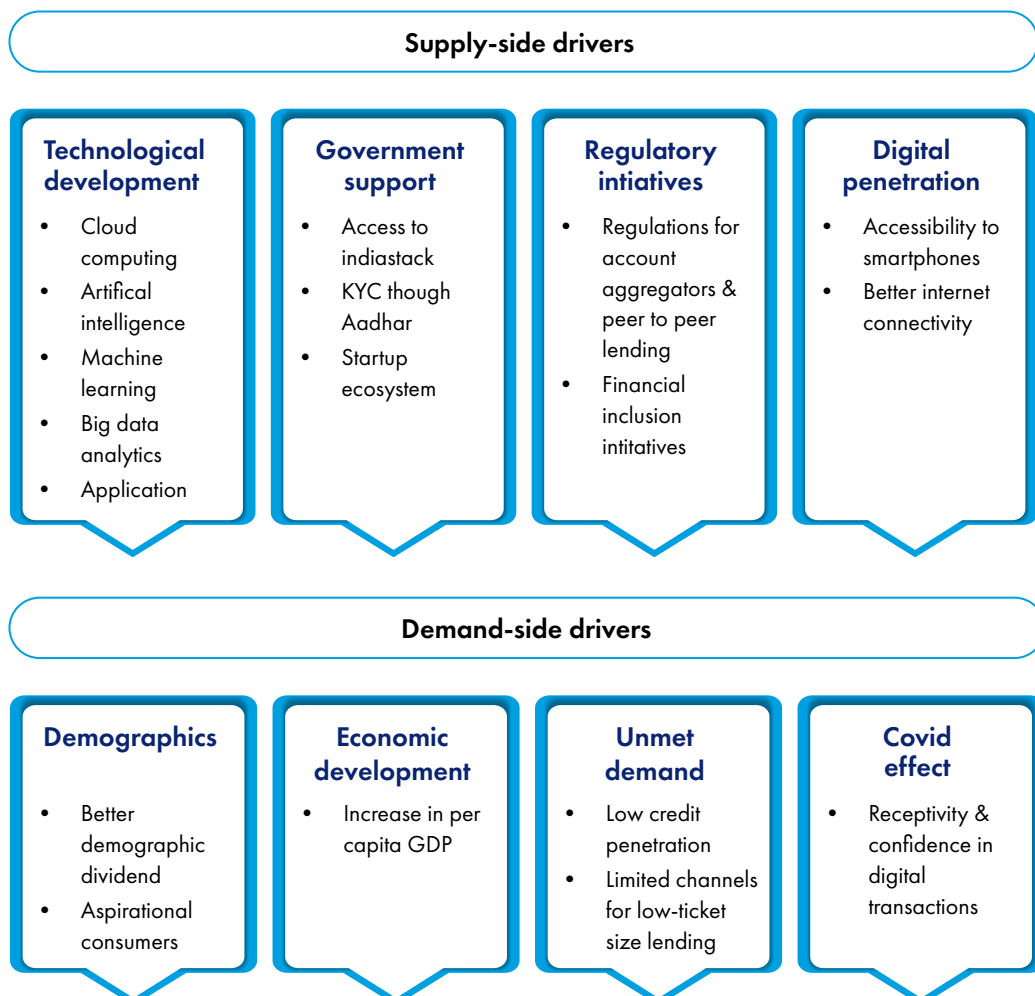 Supply-side drivers
Technological
development
• Cloud
computing
• Artifical
intelligence
• Machine
learning
• Big data
analytics
• Application
Government
support
• Access to
indiastack
• KYC though
Aadhar
• Startup
ecosystem
Regulatory
intiatives
• Regulations for
account
aggregators &
peer to peer
lending
• Financial
inclusion
intitatives
Digital
penetration
• Accessibility to
smartphones
• Better internet
connectivity
Demand-side drivers
Demographics
• Better
demographic
dividend
• Aspirational
consumers
Economic
development
• Increase in per
capita GDP
Unmet
demand
• Low credit
penetration
• Limited channels
for low-ticket
size lending
Covid
effect
• Receptivity &
confidence in
digital
transactions